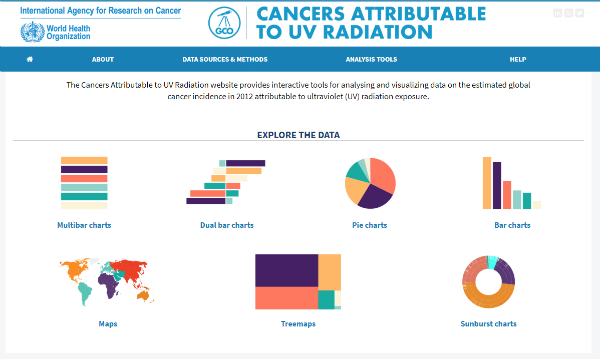 International Agency for Research on Cancer
World Health
Organization
GCO
CANCERS ATTRIBUTABLE
TO UV RADIATION
ABOUT
DATA SOURCES & METHODS
ANALYSIS TOOLS
HELP
The Cancers Attributable to UV Radiation website provides interactive tools for analysing and visualizing data on the estimated global
cancer incidence in 2012 attributable to ultraviolet (UV) radiation exposure.
EXPLORE THE DATA
Multibar charts
Dual bar charts
Pie charts
Bar charts
Maps
Treemaps
Sunburst charts